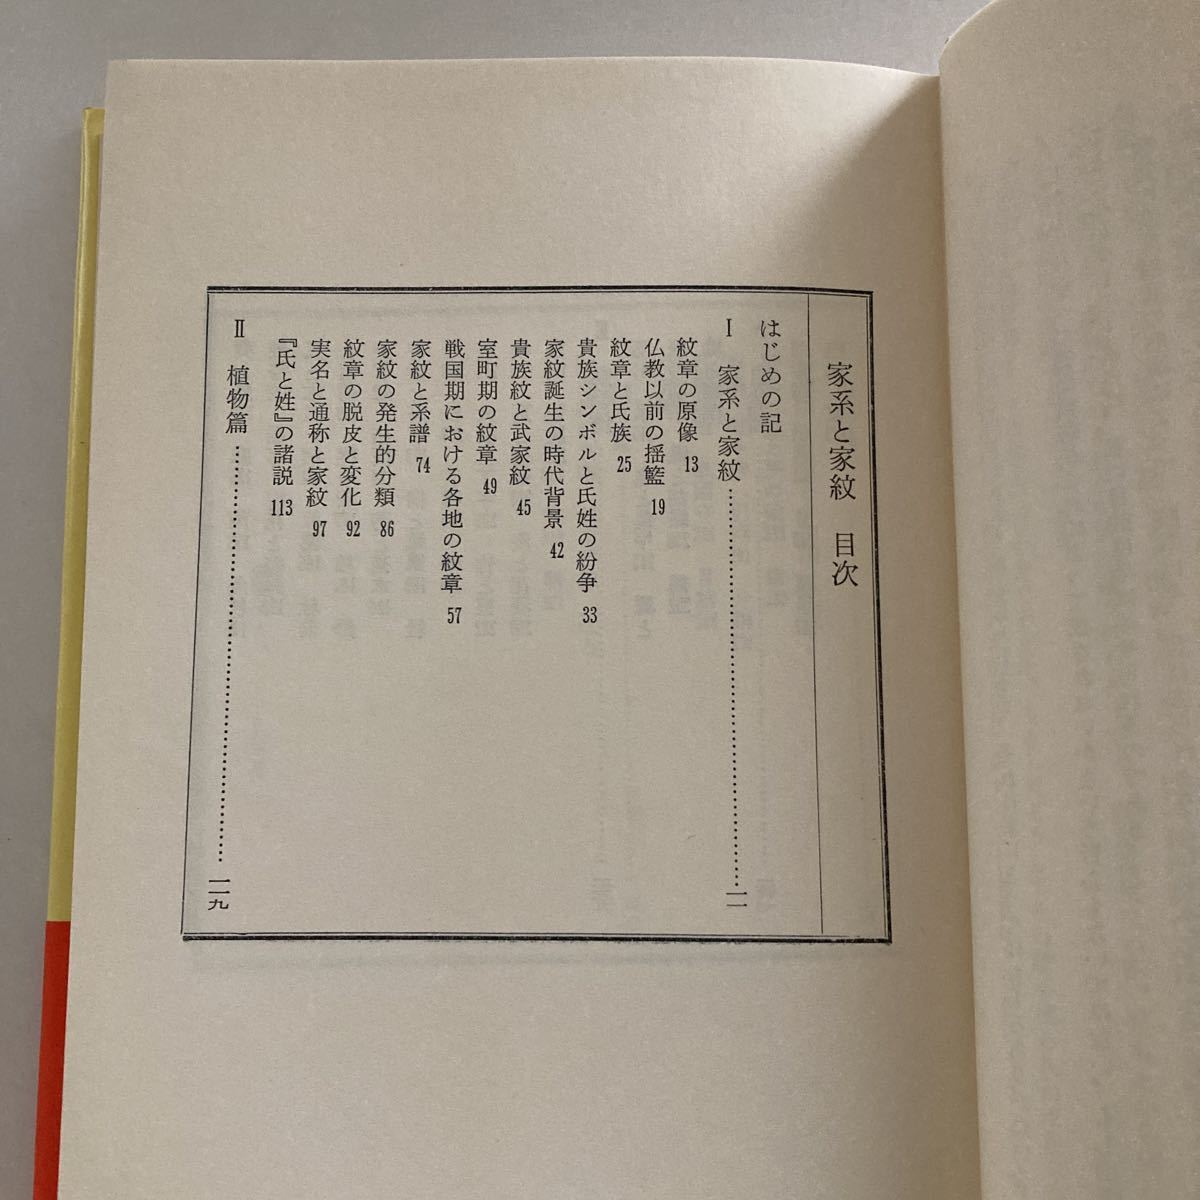 家系と家紋　目次
はじめの記
Ⅰ　家系と家紋……………………………一一
紋章の原像 13
仏教以前の揺籃 19
紋章と氏族 25
貴族シンボルと氏姓の紛争 33
家紋誕生の時代背景 42
貴族紋と武家紋 45
室町期の紋章 49
戦国期における各地の紋章 57
家紋と系譜 74
家紋の発生的分類 86
紋章の脱皮と変化 92
実名と通称と家紋 97
『氏と姓』の諸説 113
Ⅱ　植物篇……………………………一一九